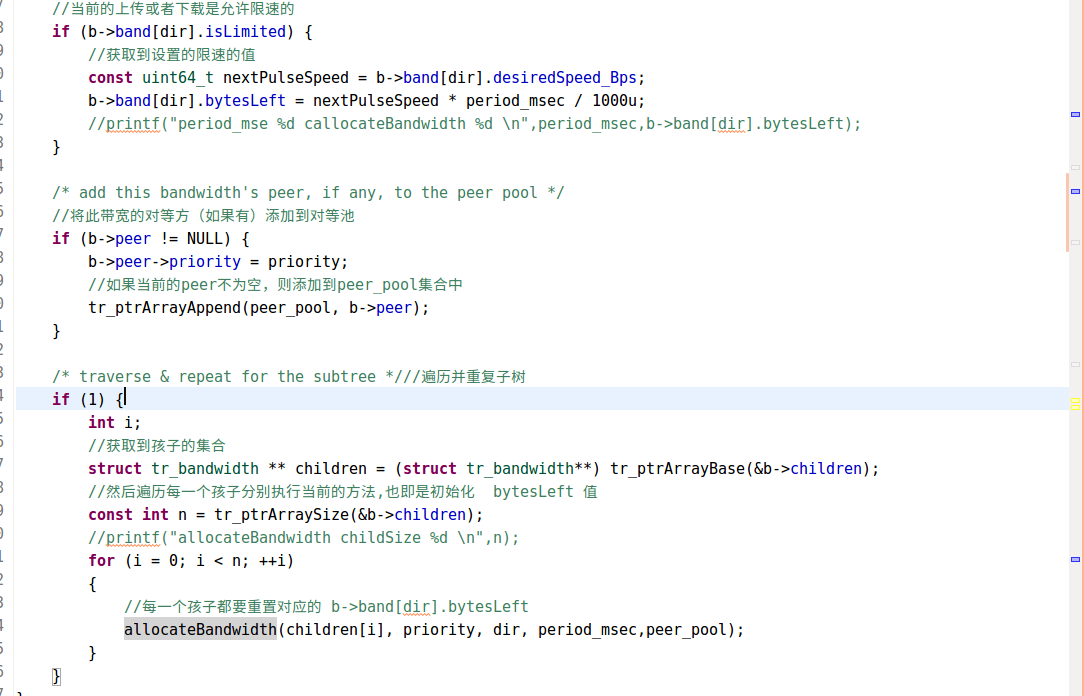 //当前的上传或者下载是允许限速的
if (b->band[dir].isLimited) {
//获取到设置的限速的值
const uint64_t nextPulseSpeed = b->band[dir].desiredSpeed_Bps;
b->band[dir].bytesLeft = nextPulseSpeed * period_msec / 1000u;
//printf("period_mse %d callocateBandwidth %d \n",period_msec,b->band[dir].bytesLeft);
}
/* add this bandwidth's peer, if any, to the peer pool */
//将此带宽的对等方（如果有）添加到对等池
if (b->peer != NULL) {
b->peer->priority = priority;
//如果当前的peer不为空，则添加到peer_pool集合中
tr_ptrArrayAppend(peer_pool, b->peer);
}
/* traverse & repeat for the subtree *///遍历并重复子树
if (1) {
int i;
//获取到孩子的集合
struct tr_bandwidth ** children = (struct tr_bandwidth**) tr_ptrArrayBase(&b->children);
//然后遍历每一个孩子分别执行当前的方法,也即是初始化  bytesLeft 值
const int n = tr_ptrArraySize(&b->children);
//printf("allocateBandwidth childSize %d \n",n);
for (i = 0; i < n; ++i)
{
//每一个孩子都要重置对应的 b->band[dir].bytesLeft
allocateBandwidth(children[i], priority, dir, period_msec,peer_pool);
}
}